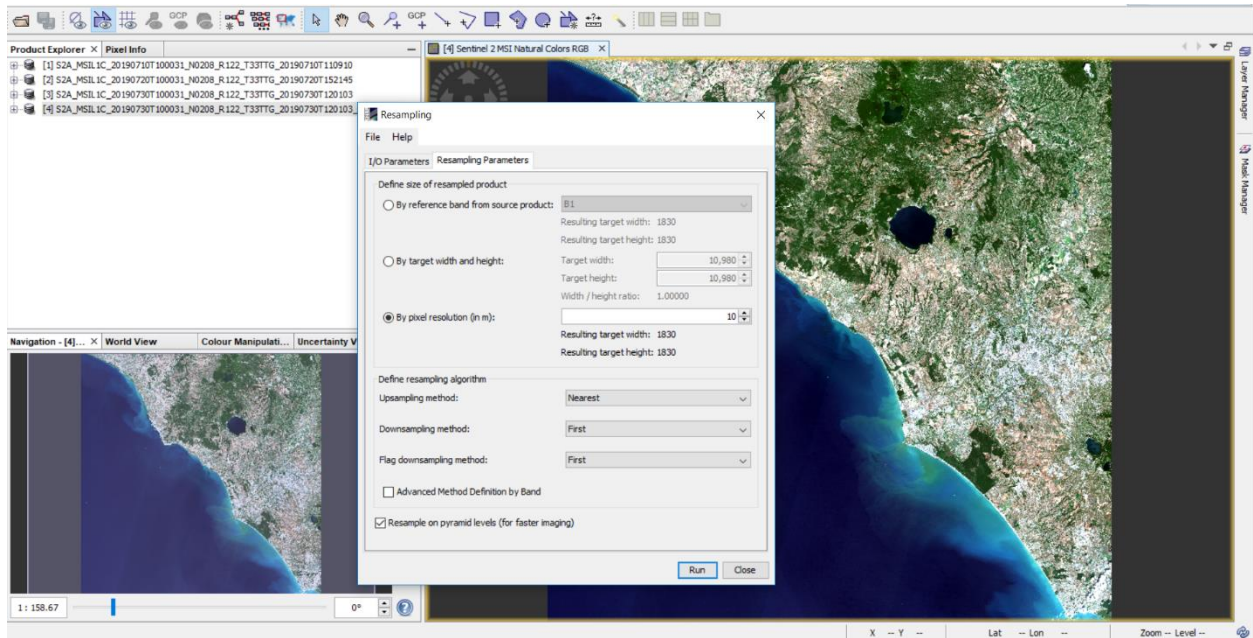 GCP
GCP
Product Explorer × Pixel Info
[4] Sentinel 2 MSI Natural Colors RGB ×
[1] S2A_MSIL1C_20190710T100031_N0208_R122_T33TTG_20190710T110910
[2] S2A_MSIL1C_20190720T100031_N0208_R122_T33TTG_20190720T152145
[3] S2A_MSIL1C_20190730T100031_N0208_R122_T33TTG_20190730T120103
[4] S2A_MSIL1C_20190730T100031_N0208_R122_T33TTG_20190730T120103_
Layer Manager
Mask Manager
Resampling
File Help
I/O Parameters Resampling Parameters
Define size of resampled product
By reference band from source product: B1
Resulting target width: 1830
Resulting target height: 1830
By target width and height: Target width: 10,980
Target height: 10,980
Width / height ratio: 1.00000
By pixel resolution (in m): 10
Resulting target width: 1830
Resulting target height: 1830
Define resampling algorithm
Upsampling method: Nearest
Downsampling method: First
Flag downsampling method: First
Advanced Method Definition by Band
Resample on pyramid levels (for faster imaging)
Run Close
Navigation - [4]... × World View Colour Manipulati... Uncertainty V
1 : 158.67 0°
X -- Y -- Lat -- Lon -- Zoom -- Level --